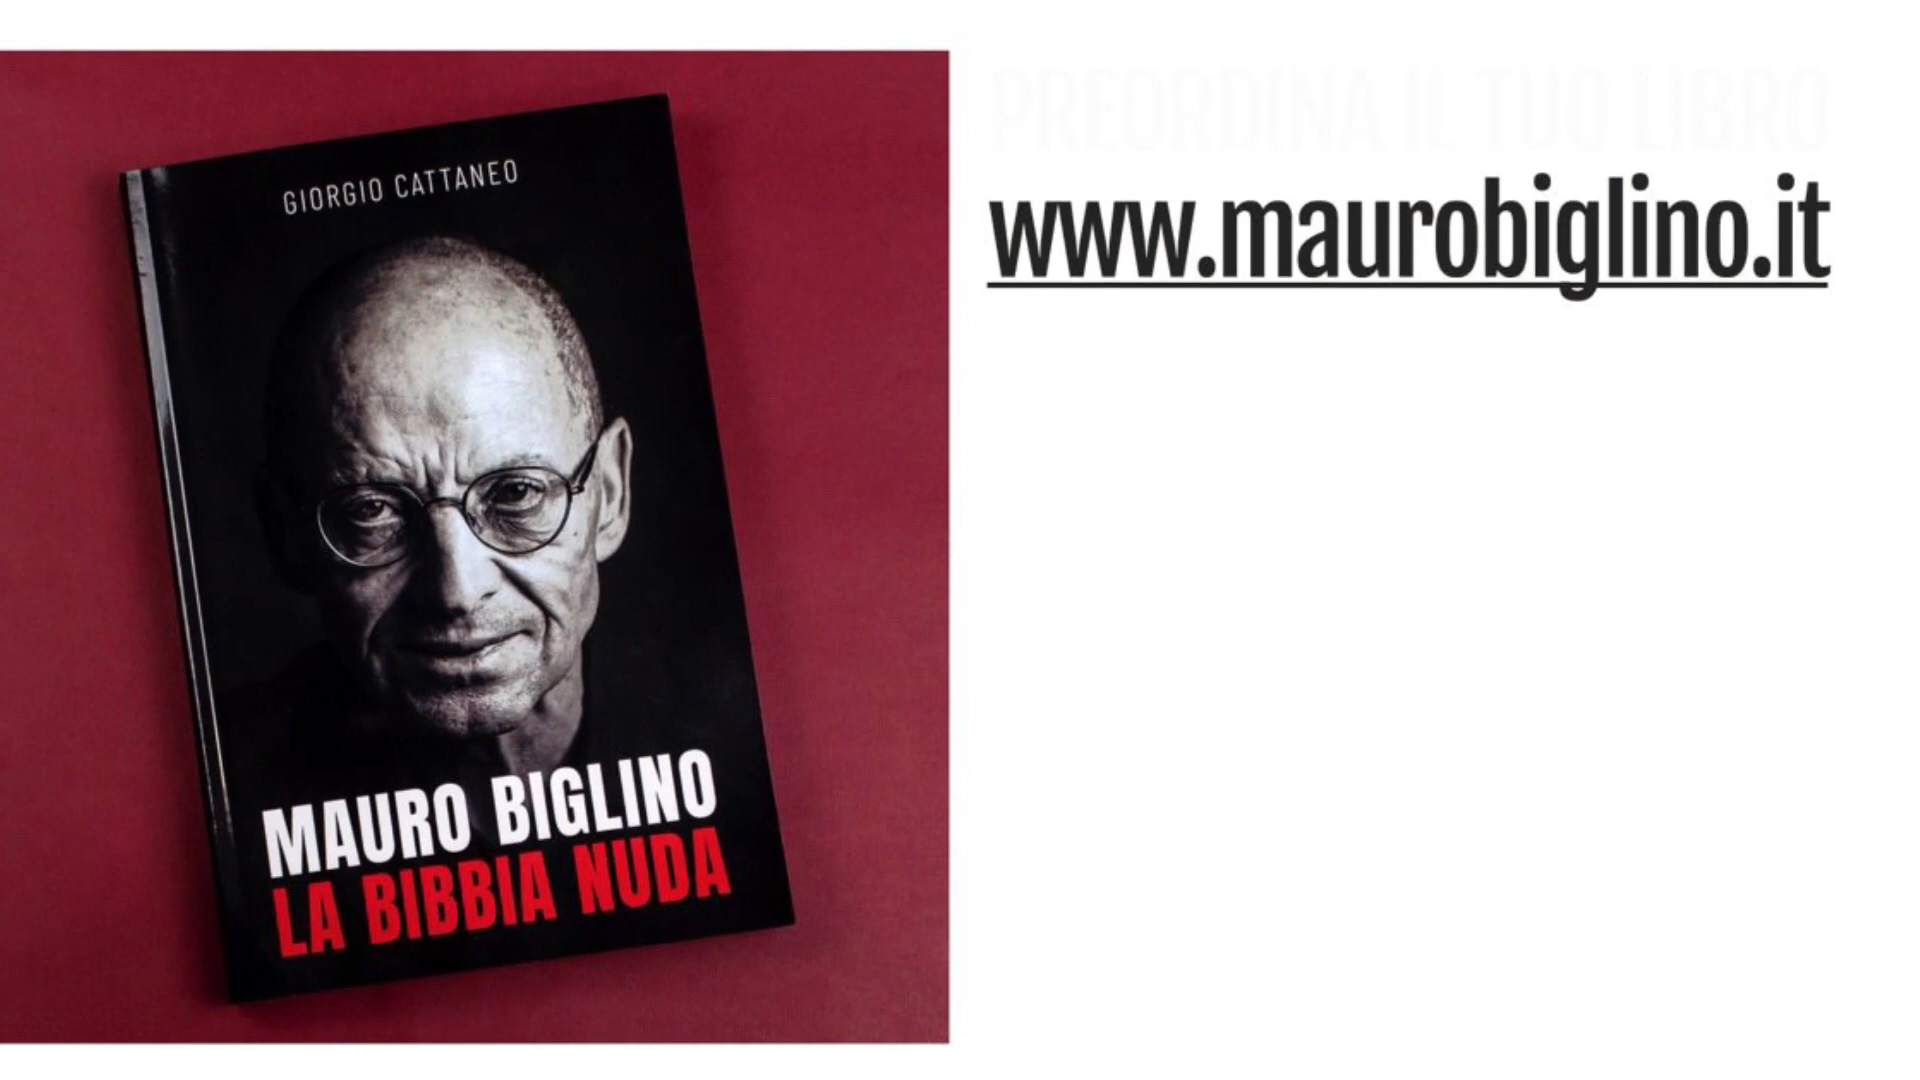 GIORGIO CATTANEO
MAURO BIGLINO
LA BIBBIA NUDA
PREORDINA IL TUO LIBRO
www.maurobiglino.it